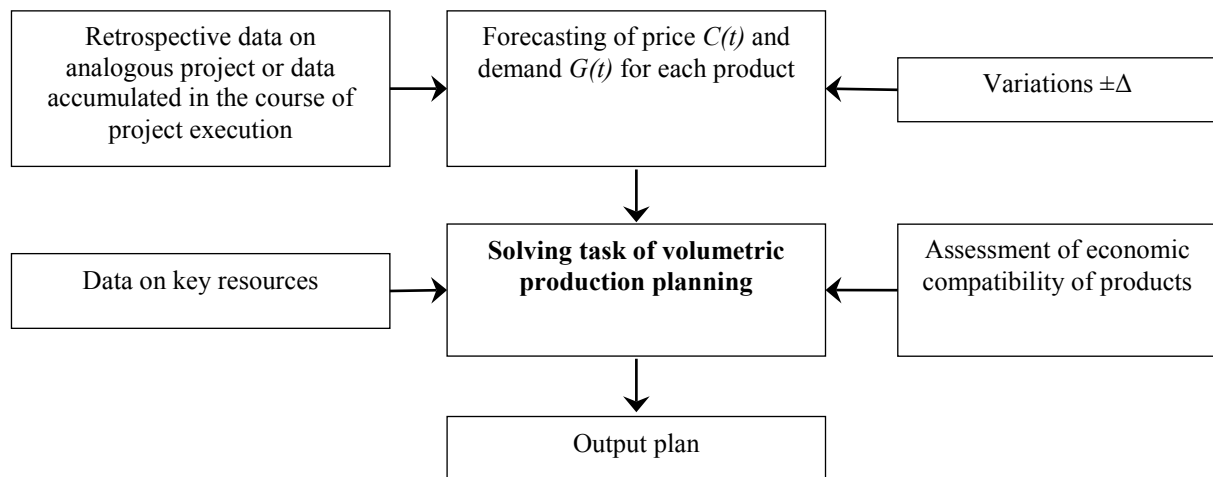 Retrospective data on
analogous project or data
accumulated in the course of
project execution
Forecasting of price C(t) and
demand G(t) for each product
Variations ±Δ
Data on key resources
Solving task of volumetric
production planning
Assessment of economic
compatibility of products
Output plan